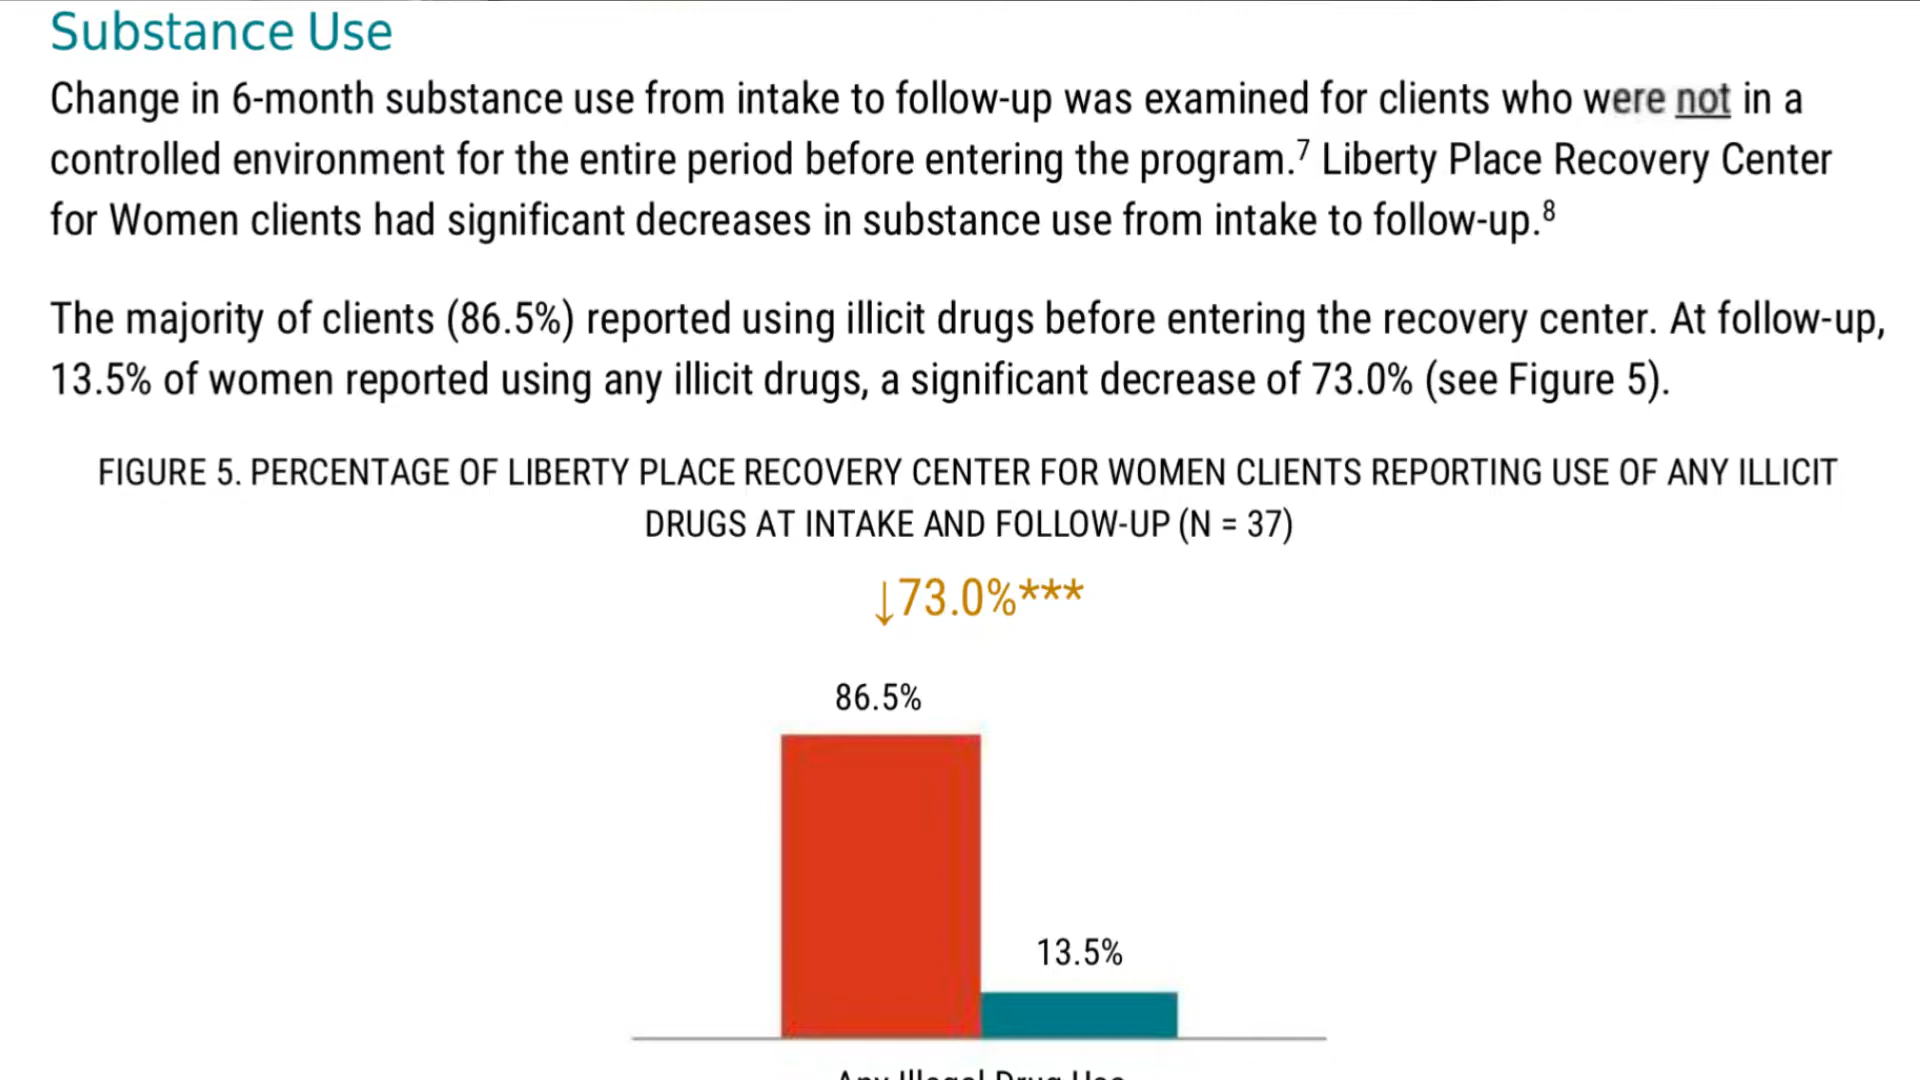 Substance Use
Change in 6-month substance use from intake to follow-up was examined for clients who were not in a
controlled environment for the entire period before entering the program.⁷ Liberty Place Recovery Center
for Women clients had significant decreases in substance use from intake to follow-up.⁸
The majority of clients (86.5%) reported using illicit drugs before entering the recovery center. At follow-up,
13.5% of women reported using any illicit drugs, a significant decrease of 73.0% (see Figure 5).
FIGURE 5. PERCENTAGE OF LIBERTY PLACE RECOVERY CENTER FOR WOMEN CLIENTS REPORTING USE OF ANY ILLICIT
DRUGS AT INTAKE AND FOLLOW-UP (N = 37)
↓73.0%***
86.5%
13.5%
Any Illegal Drug Use